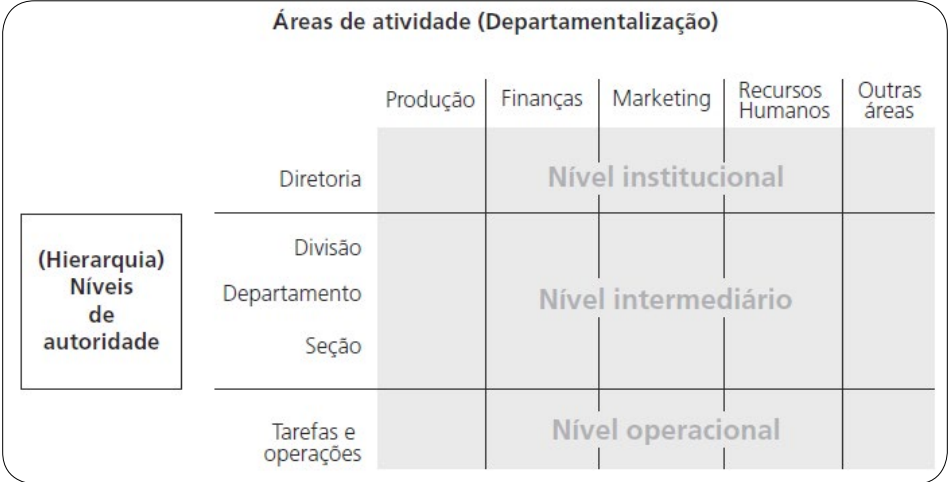 Áreas de atividade (Departamentalização)
Produção
Finanças
Marketing
Recursos
Humanos
Outras
áreas
Diretoria
Nível institucional
(Hierarquia)
Níveis
de
autoridade
Divisão
Departamento
Seção
Nível intermediário
Tarefas e
operações
Nível operacional